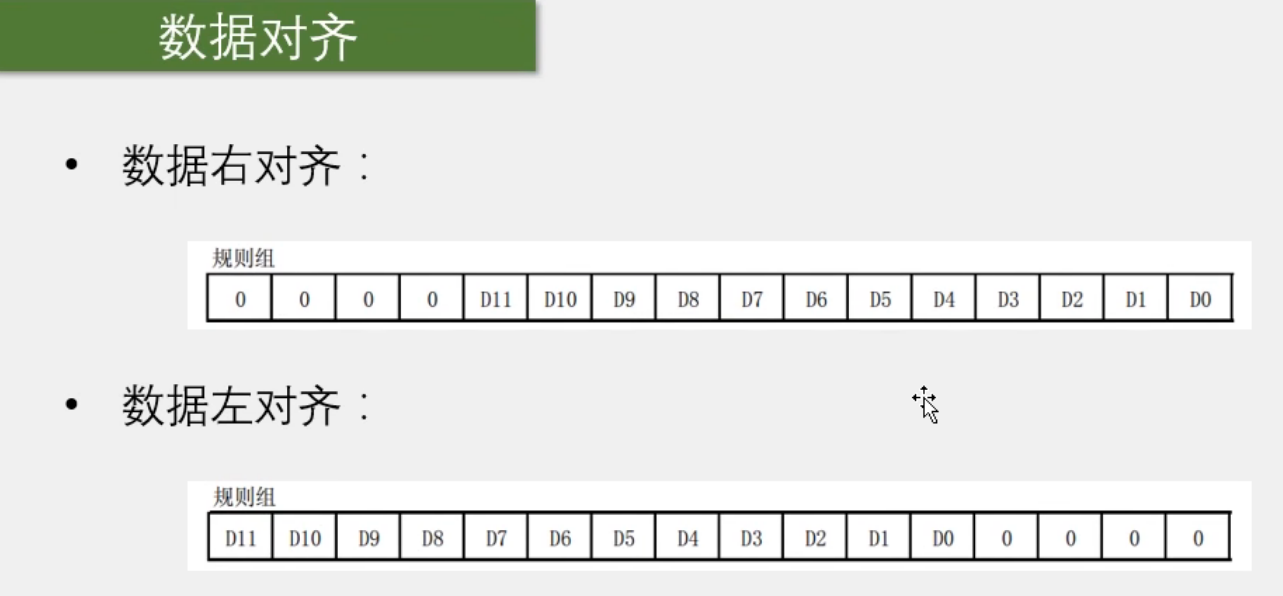 数据对齐
• 数据右对齐：
规则组
0 0 0 0 D11 D10 D9 D8 D7 D6 D5 D4 D3 D2 D1 D0
• 数据左对齐：
规则组
D11 D10 D9 D8 D7 D6 D5 D4 D3 D2 D1 D0 0 0 0 0